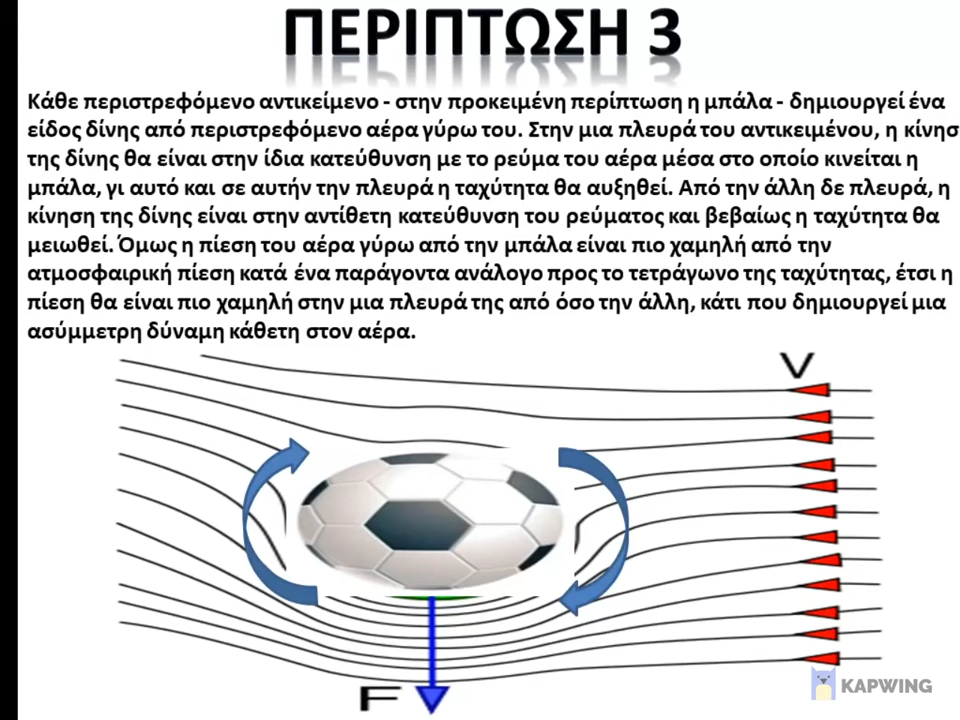 ΠΕΡΙΠΤΩΣΗ 3
Κάθε περιστρεφόμενο αντικείμενο - στην προκειμένη περίπτωση η μπάλα - δημιουργεί ένα
είδος δίνης από περιστρεφόμενο αέρα γύρω του. Στην μια πλευρά του αντικειμένου, η κίνησ
της δίνης θα είναι στην ίδια κατεύθυνση με το ρεύμα του αέρα μέσα στο οποίο κινείται η
μπάλα, γι αυτό και σε αυτήν την πλευρά η ταχύτητα θα αυξηθεί. Από την άλλη δε πλευρά, η
κίνηση της δίνης είναι στην αντίθετη κατεύθυνση του ρεύματος και βεβαίως η ταχύτητα θα
μειωθεί. Όμως η πίεση του αέρα γύρω από την μπάλα είναι πιο χαμηλή από την
ατμοσφαιρική πίεση κατά ένα παράγοντα ανάλογο προς το τετράγωνο της ταχύτητας, έτσι η
πίεση θα είναι πιο χαμηλή στην μια πλευρά της από όσο την άλλη, κάτι που δημιουργεί μια
ασύμμετρη δύναμη κάθετη στον αέρα.
V
F
KAPWING